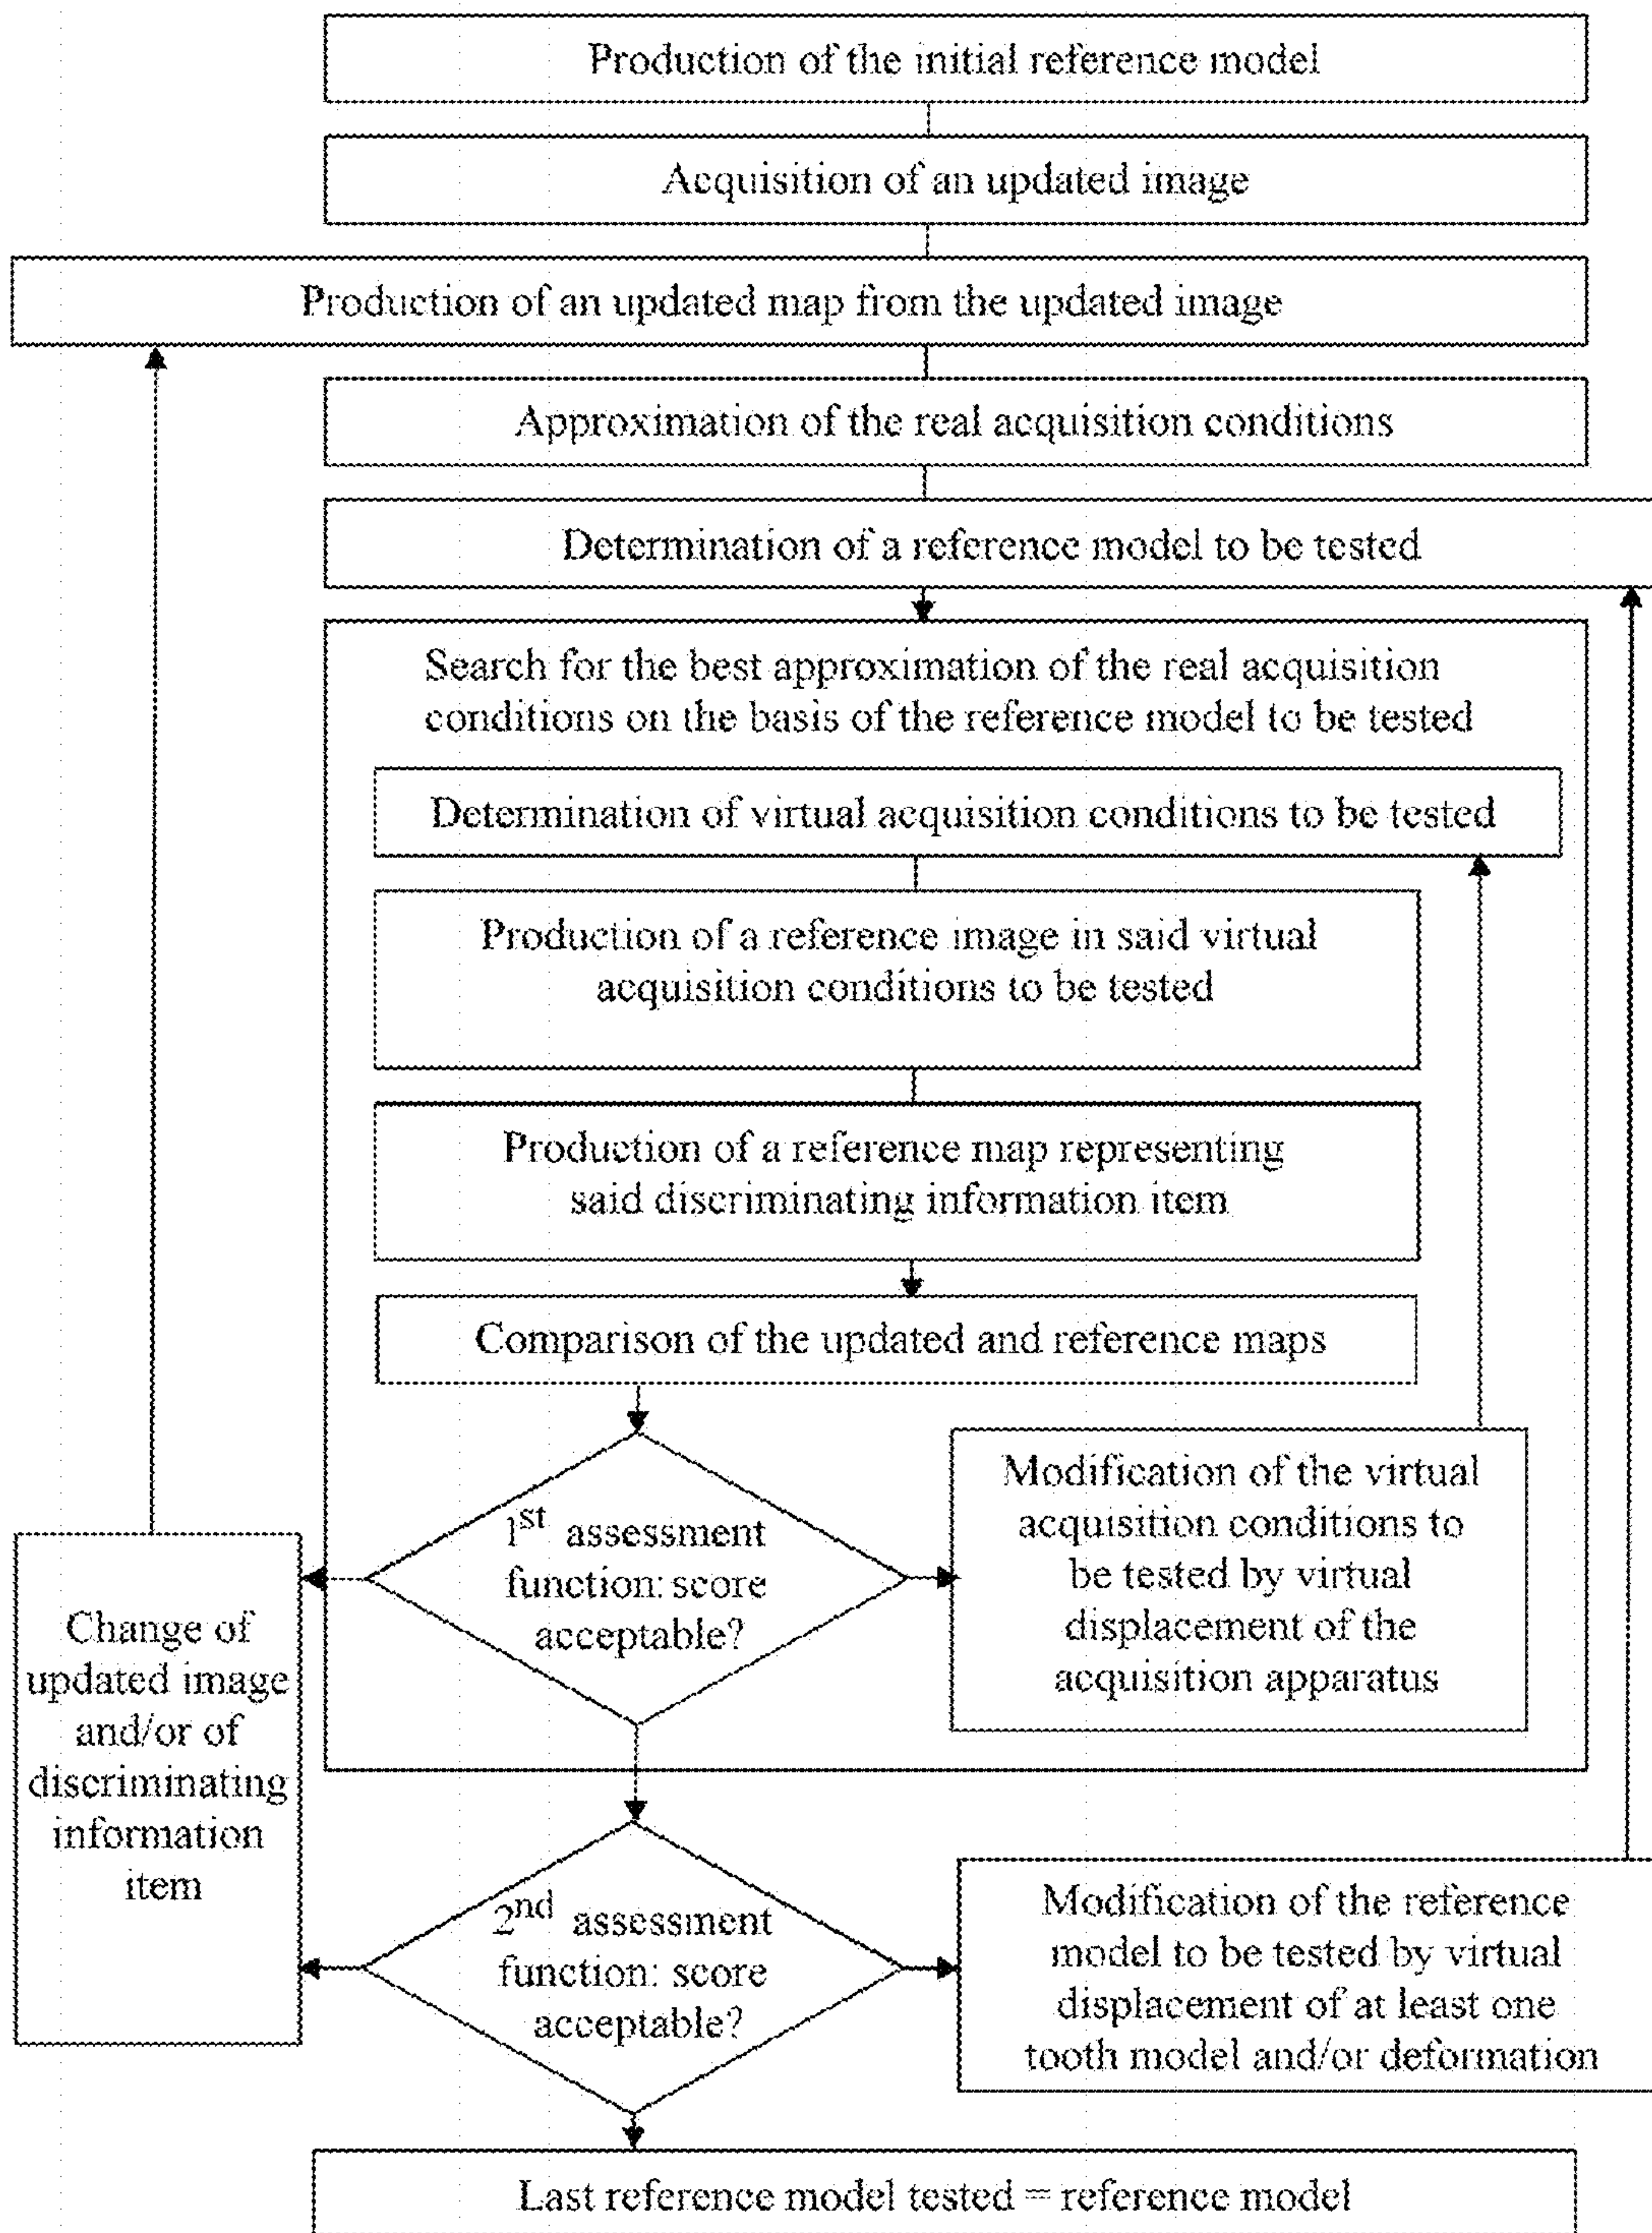 Production of the initial reference model
Acquisition of an updated image
Production of an updated map from the updated image
Approximation of the real acquisition conditions
Determination of a reference model to be tested
Search for the best approximation of the real acquisition
conditions on the basis of the reference model to be tested
Determination of virtual acquisition conditions to be tested
Production of a reference image in said virtual
acquisition conditions to be tested
Production of a reference map representing
said discriminating information item
Comparison of the updated and reference maps
1st assessment
function: score
acceptable?
Modification of the virtual
acquisition conditions to
be tested by virtual
displacement of the
acquisition apparatus
Change of
updated image
and/or of
discriminating
information
item
2nd assessment
function: score
acceptable?
Modification of the reference
model to be tested by virtual
displacement of at least one
tooth model and/or deformation
Last reference model tested = reference model